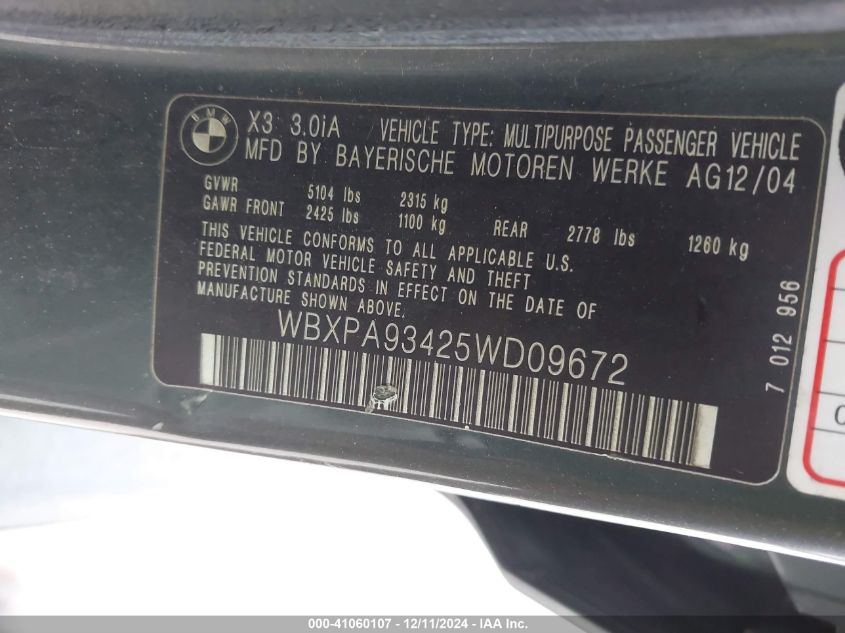 BMW
X3 3.0iA VEHICLE TYPE: MULTIPURPOSE PASSENGER VEHICLE
MFD BY BAYERISCHE MOTOREN WERKE AG12/04
GVWR 5104 lbs 2315 kg
GAWR FRONT 2425 lbs 1100 kg REAR 2778 lbs 1260 kg
THIS VEHICLE CONFORMS TO ALL APPLICABLE U.S.
FEDERAL MOTOR VEHICLE SAFETY AND THEFT
PREVENTION STANDARDS IN EFFECT ON THE DATE OF
MANUFACTURE SHOWN ABOVE.
WBXPA93425WD09672
7 012 956
000-41060107 - 12/11/2024 - IAA Inc.